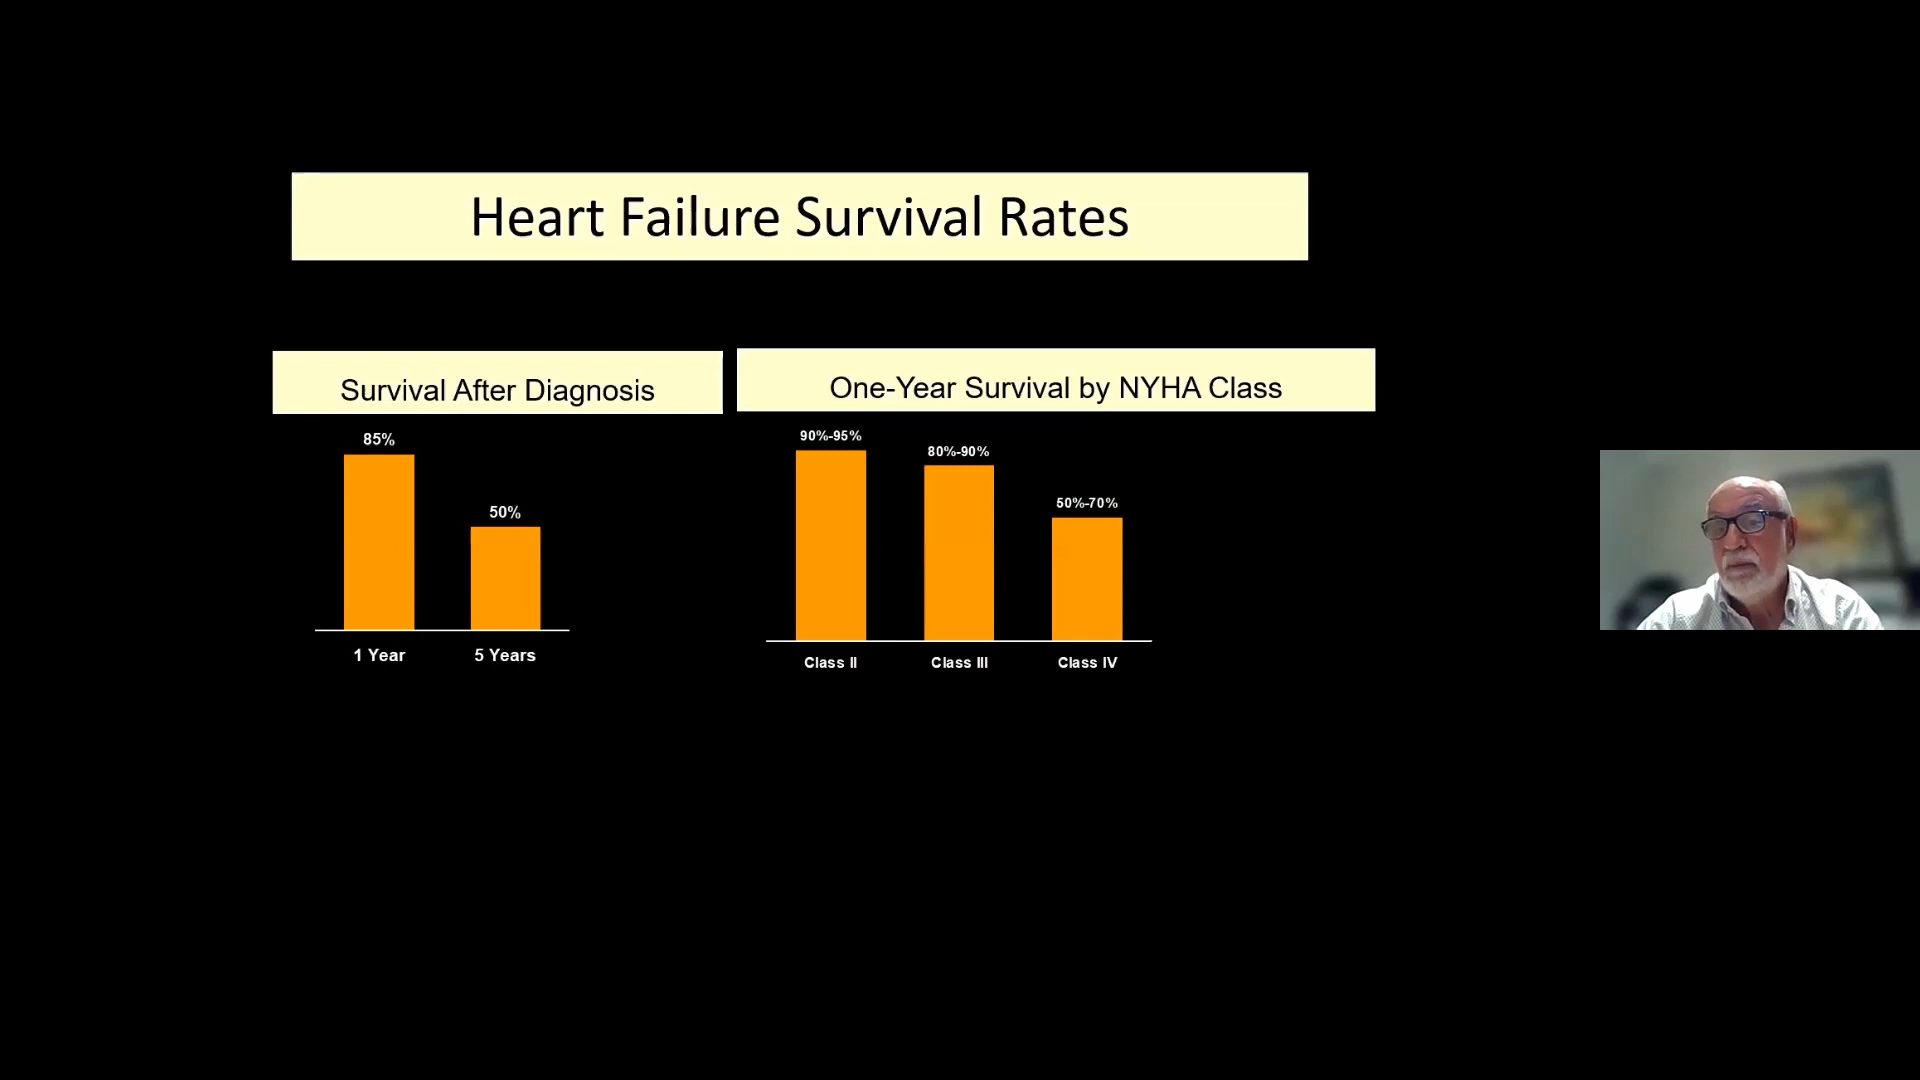 Heart Failure Survival Rates
Survival After Diagnosis
85%
50%
1 Year
5 Years
One-Year Survival by NYHA Class
90%-95%
80%-90%
50%-70%
Class II
Class III
Class IV